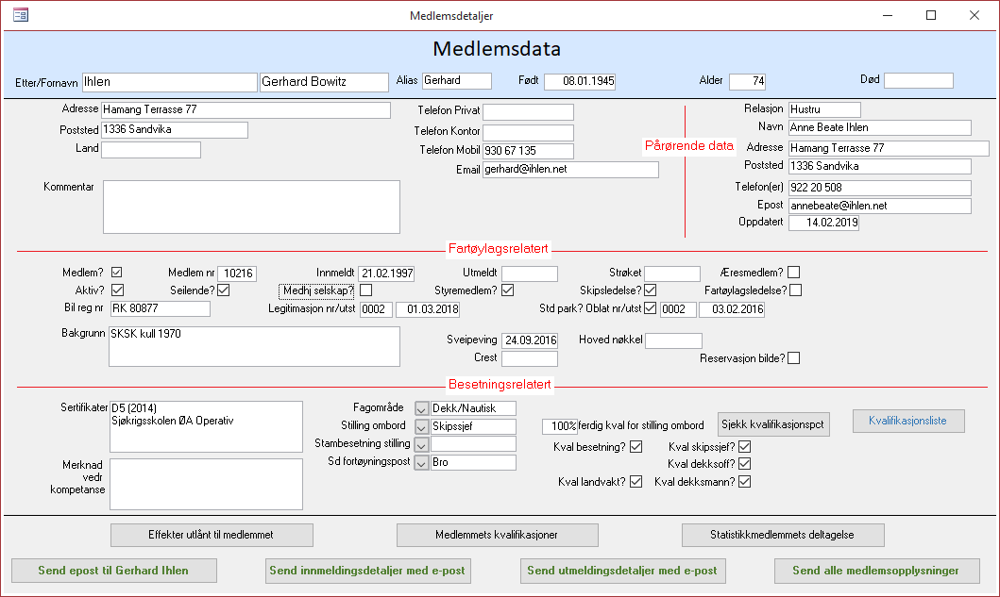 Medlemsdetaljer
Medlemsdata
Etter/Fornavn Ihlen Gerhard Bowitz Alias Gerhard Født 08.01.1945 Alder 74 Død
Adresse Hamang Terrasse 77 Telefon Privat Relasjon Hustru
Poststed 1336 Sandvika Telefon Kontor Navn Anne Beate Ihlen
Land Telefon Mobil 930 67 135 Pårørende data Adresse Hamang Terrasse 77
Email gerhard@ihlen.net Poststed 1336 Sandvika
Kommentar Telefon(er) 922 20 508
Epost annebeate@ihlen.net
Oppdatert 14.02.2019
Fartøylagsrelatert
Medlem? Medlem nr 10216 Innmeldt 21.02.1997 Utmeldt Strøket Æresmedlem?
Aktiv? Seilende? Medhj selskap? Styremedlem? Skipsledelse? Fartøylagsledelse?
Bil reg nr RK 80877 Legitimasjon nr/utst 0002 01.03.2018 Std park? Oblat nr/utst 0002 03.02.2016
Bakgrunn SKSK kull 1970 Sveipeving 24.09.2016 Hoved nøkkel
Crest Reservasjon bilde?
Besetningsrelatert
Sertifikater D5 (2014) Fagområde Dekk/Nautisk
Sjøkrigsskolen ØA Operativ Stilling ombord Skipssjef 100% ferdig kval for stilling ombord Sjekk kvalifikasjonspct Kvalifikasjonsliste
Stambesetning stilling Kval besetning? Kval skipssjef?
Merknad vedr kompetanse Sd fortøyningspost Bro Kval dekksoff?
Kval landvakt? Kval dekksmann?
Effekter utlånt til medlemmet Medlemmets kvalifikasjoner Statistikkmedlemmets deltagelse
Send epost til Gerhard Ihlen Send innmeldingsdetaljer med e-post Send utmeldingsdetaljer med e-post Send alle medlemsopplysninger